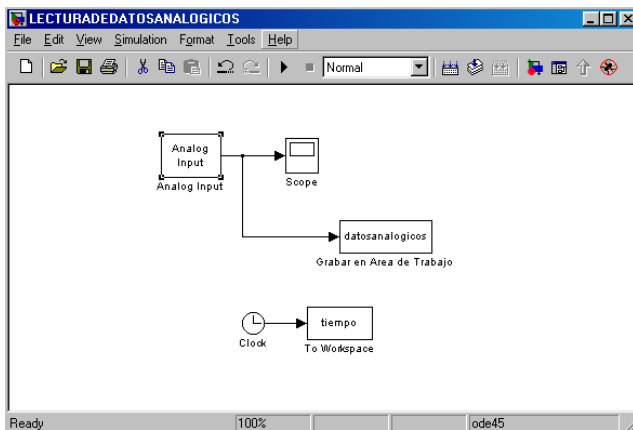 LECTURADEDATOSANALOGICOS
File Edit View Simulation Format Tools Help
Normal
Analog
Input
Analog Input
Scope
datosanalogicos
Grabar en Area de Trabajo
tiempo
Clock
To Workspace
Ready 100% ode45